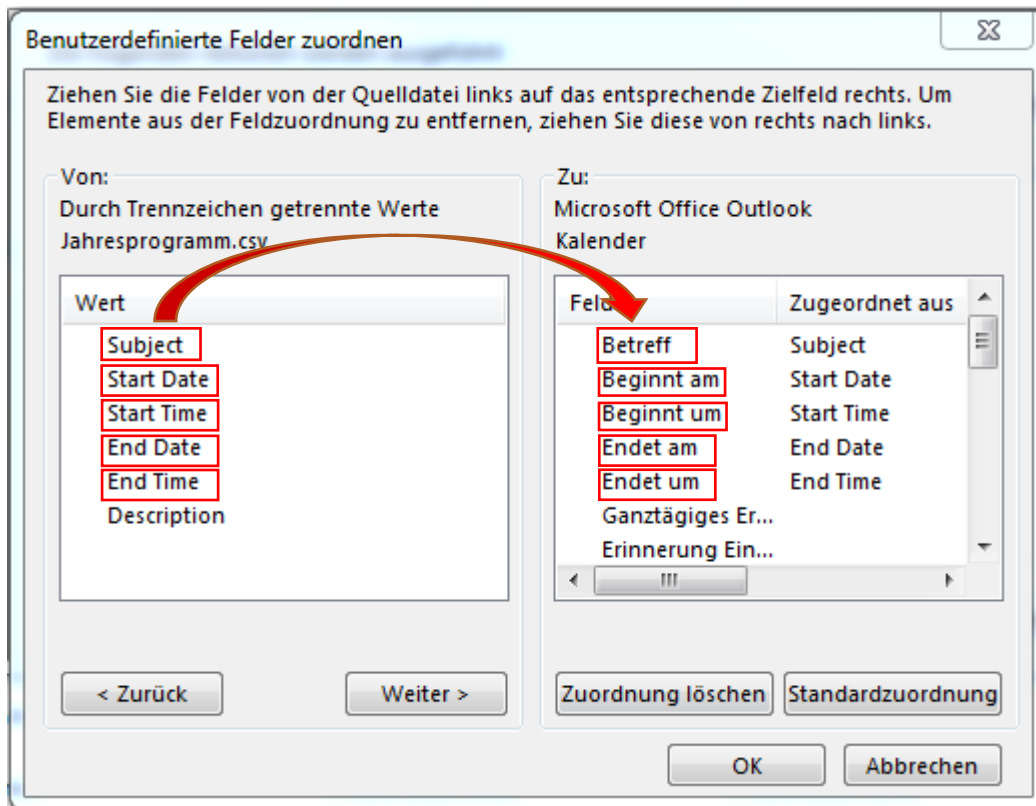 Benutzerdefinierte Felder zuordnen
Ziehen Sie die Felder von der Quelldatei links auf das entsprechende Zielfeld rechts. Um
Elemente aus der Feldzuordnung zu entfernen, ziehen Sie diese von rechts nach links.
Von:
Durch Trennzeichen getrennte Werte
Jahresprogramm.csv
Wert
Subject
Start Date
Start Time
End Date
End Time
Description
< Zurück
Weiter >
Zu:
Microsoft Office Outlook
Kalender
Feld Zugeordnet aus
Betreff Subject
Beginnt am Start Date
Beginnt um Start Time
Endet am End Date
Endet um End Time
Ganztägiges Er...
Erinnerung Ein...
Zuordnung löschen
Standardzuordnung
OK
Abbrechen